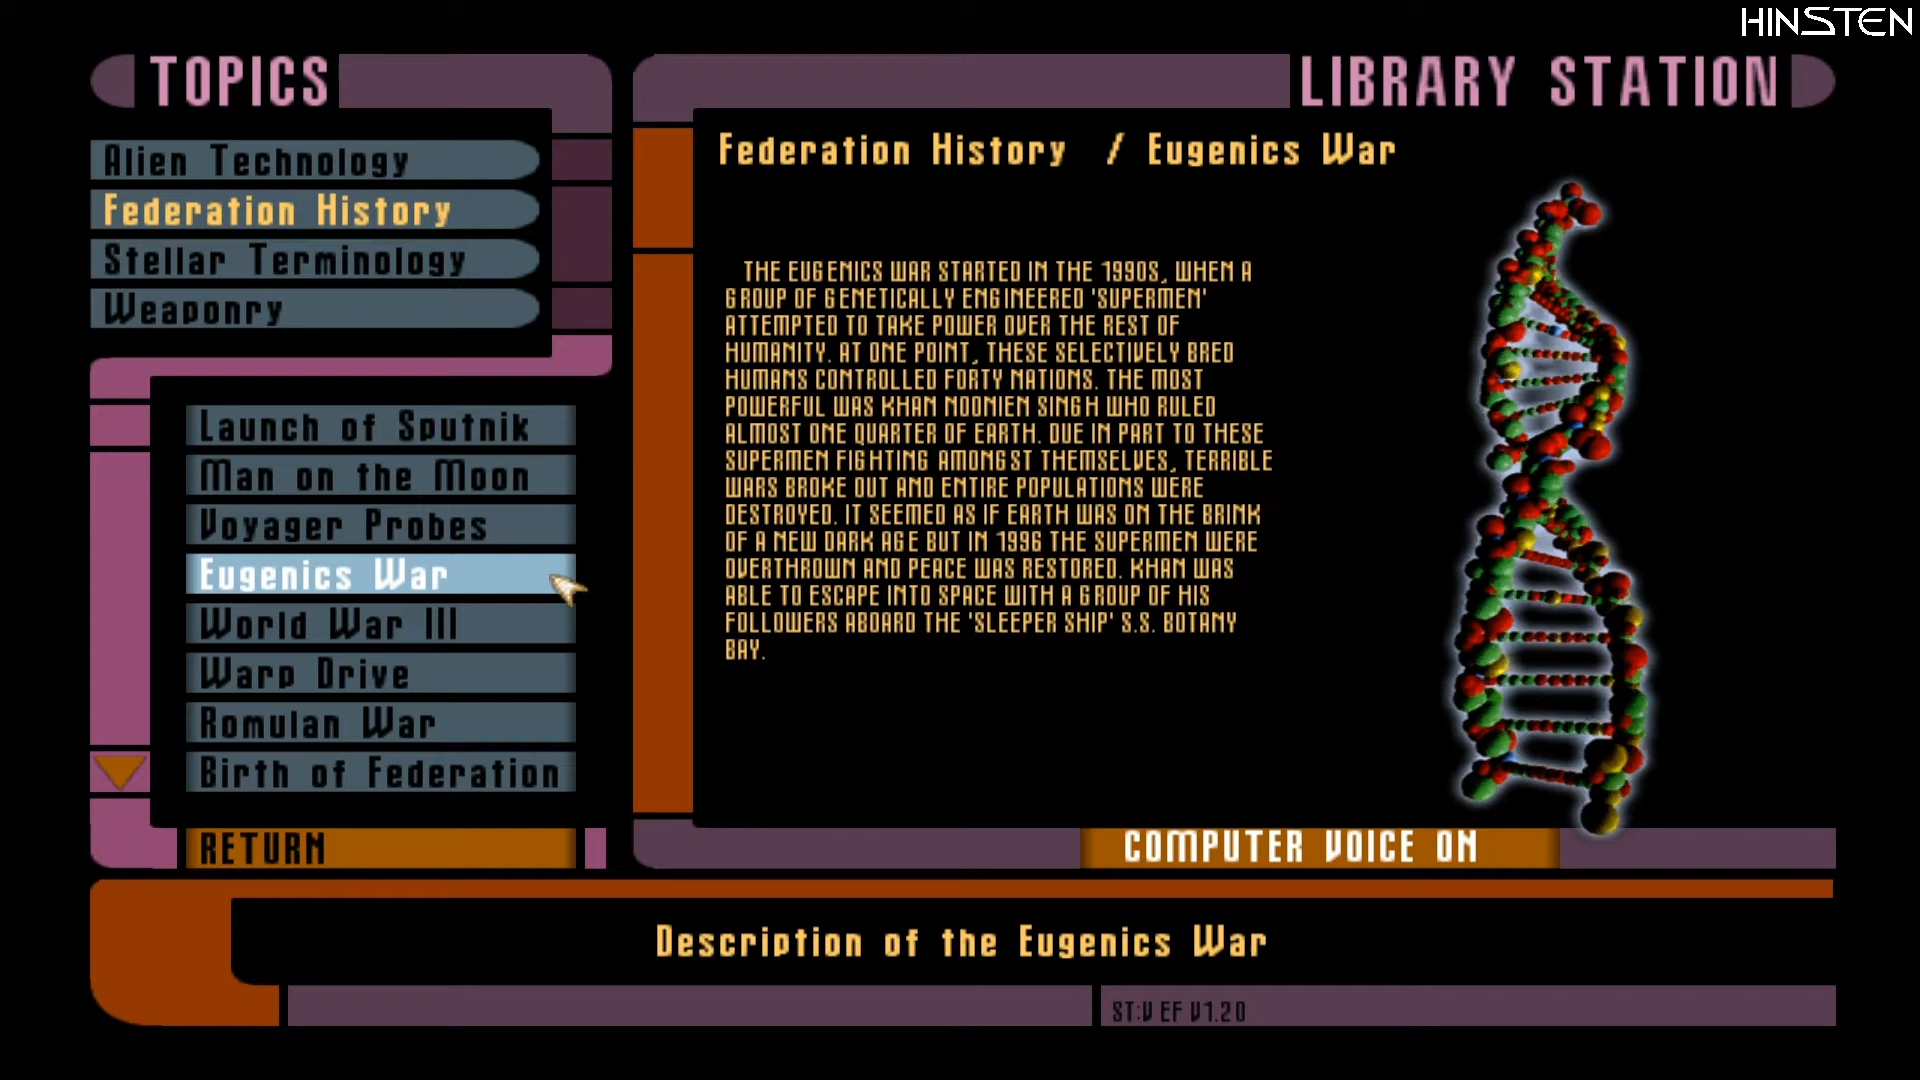 HINSTEN
TOPICS
LIBRARY STATION
Alien Technology
Federation History
Stellar Terminology
Weaponry
Launch of Sputnik
Man on the Moon
Voyager Probes
Eugenics War
World War III
Warp Drive
Romulan War
Birth of Federation
RETURN
Federation History / Eugenics War
THE EUGENICS WAR STARTED IN THE 1990S, WHEN A
GROUP OF GENETICALLY ENGINEERED 'SUPERMEN'
ATTEMPTED TO TAKE POWER OVER THE REST OF
HUMANITY. AT ONE POINT, THESE SELECTIVELY BRED
HUMANS CONTROLLED FORTY NATIONS. THE MOST
POWERFUL WAS KHAN NOONIEN SINGH WHO RULED
ALMOST ONE QUARTER OF EARTH. DUE IN PART TO THESE
SUPERMEN FIGHTING AMONGST THEMSELVES, TERRIBLE
WARS BROKE OUT AND ENTIRE POPULATIONS WERE
DESTROYED. IT SEEMED AS IF EARTH WAS ON THE BRINK
OF A NEW DARK AGE BUT IN 1996 THE SUPERMEN WERE
OVERTHROWN AND PEACE WAS RESTORED. KHAN WAS
ABLE TO ESCAPE INTO SPACE WITH A GROUP OF HIS
FOLLOWERS ABOARD THE 'SLEEPER SHIP' S.S. BOTANY
BAY.
COMPUTER VOICE ON
Description of the Eugenics War
ST:V EF V1.20